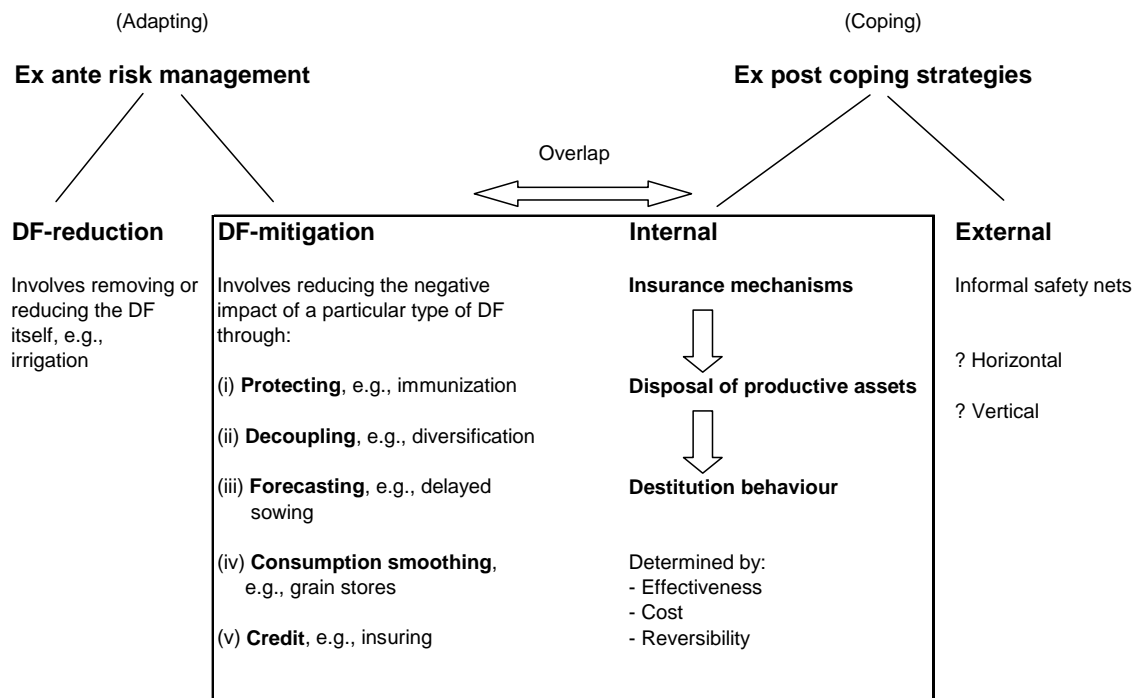 (Adapting)
(Coping)
Ex ante risk management
Ex post coping strategies
Overlap
DF-reduction
Involves removing or
reducing the DF
itself, e.g.,
irrigation
DF-mitigation
Involves reducing the negative
impact of a particular type of DF
through:
(i) Protecting, e.g., immunization
(ii) Decoupling, e.g., diversification
(iii) Forecasting, e.g., delayed
sowing
(iv) Consumption smoothing,
e.g., grain stores
(v) Credit, e.g., insuring
Internal
Insurance mechanisms
Disposal of productive assets
Destitution behaviour
Determined by:
- Effectiveness
- Cost
- Reversibility
External
Informal safety nets
? Horizontal
? Vertical